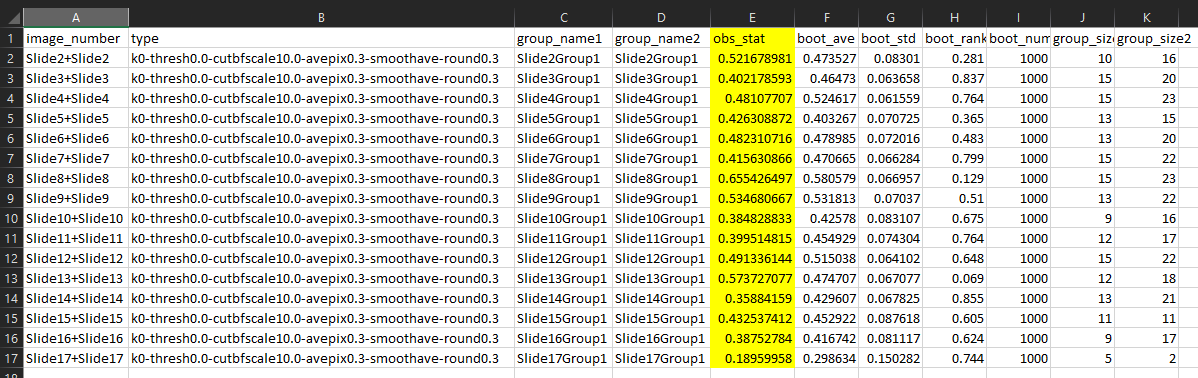 A B C D E F G H I J K
1 image_number type group_name1 group_name2 obs_stat boot_ave boot_std boot_rank boot_num group_size group_size2
2 Slide2+Slide2 k0-thresh0.0-cutbfscale10.0-avepix0.3-smoothave-round0.3 Slide2Group1 Slide2Group1 0.521678981 0.473527 0.08301 0.281 1000 10 16
3 Slide3+Slide3 k0-thresh0.0-cutbfscale10.0-avepix0.3-smoothave-round0.3 Slide3Group1 Slide3Group1 0.402178593 0.46473 0.063658 0.837 1000 15 20
4 Slide4+Slide4 k0-thresh0.0-cutbfscale10.0-avepix0.3-smoothave-round0.3 Slide4Group1 Slide4Group1 0.48107707 0.524617 0.061559 0.764 1000 15 23
5 Slide5+Slide5 k0-thresh0.0-cutbfscale10.0-avepix0.3-smoothave-round0.3 Slide5Group1 Slide5Group1 0.426308872 0.403267 0.070725 0.365 1000 13 15
6 Slide6+Slide6 k0-thresh0.0-cutbfscale10.0-avepix0.3-smoothave-round0.3 Slide6Group1 Slide6Group1 0.482310716 0.478985 0.072016 0.483 1000 13 20
7 Slide7+Slide7 k0-thresh0.0-cutbfscale10.0-avepix0.3-smoothave-round0.3 Slide7Group1 Slide7Group1 0.415630866 0.470665 0.066284 0.799 1000 15 22
8 Slide8+Slide8 k0-thresh0.0-cutbfscale10.0-avepix0.3-smoothave-round0.3 Slide8Group1 Slide8Group1 0.655426497 0.580579 0.066957 0.129 1000 15 23
9 Slide9+Slide9 k0-thresh0.0-cutbfscale10.0-avepix0.3-smoothave-round0.3 Slide9Group1 Slide9Group1 0.534680667 0.531813 0.07037 0.51 1000 13 22
10 Slide10+Slide10 k0-thresh0.0-cutbfscale10.0-avepix0.3-smoothave-round0.3 Slide10Group1 Slide10Group1 0.384828833 0.42578 0.083107 0.675 1000 9 16
11 Slide11+Slide11 k0-thresh0.0-cutbfscale10.0-avepix0.3-smoothave-round0.3 Slide11Group1 Slide11Group1 0.399514815 0.454929 0.074304 0.764 1000 12 17
12 Slide12+Slide12 k0-thresh0.0-cutbfscale10.0-avepix0.3-smoothave-round0.3 Slide12Group1 Slide12Group1 0.491336144 0.515038 0.064102 0.648 1000 15 22
13 Slide13+Slide13 k0-thresh0.0-cutbfscale10.0-avepix0.3-smoothave-round0.3 Slide13Group1 Slide13Group1 0.573727077 0.474707 0.067077 0.069 1000 12 18
14 Slide14+Slide14 k0-thresh0.0-cutbfscale10.0-avepix0.3-smoothave-round0.3 Slide14Group1 Slide14Group1 0.35884159 0.429607 0.067825 0.855 1000 13 21
15 Slide15+Slide15 k0-thresh0.0-cutbfscale10.0-avepix0.3-smoothave-round0.3 Slide15Group1 Slide15Group1 0.432537412 0.452922 0.087618 0.605 1000 11 11
16 Slide16+Slide16 k0-thresh0.0-cutbfscale10.0-avepix0.3-smoothave-round0.3 Slide16Group1 Slide16Group1 0.38752784 0.416742 0.081117 0.624 1000 9 17
17 Slide17+Slide17 k0-thresh0.0-cutbfscale10.0-avepix0.3-smoothave-round0.3 Slide17Group1 Slide17Group1 0.18959958 0.298634 0.150282 0.744 1000 5 2